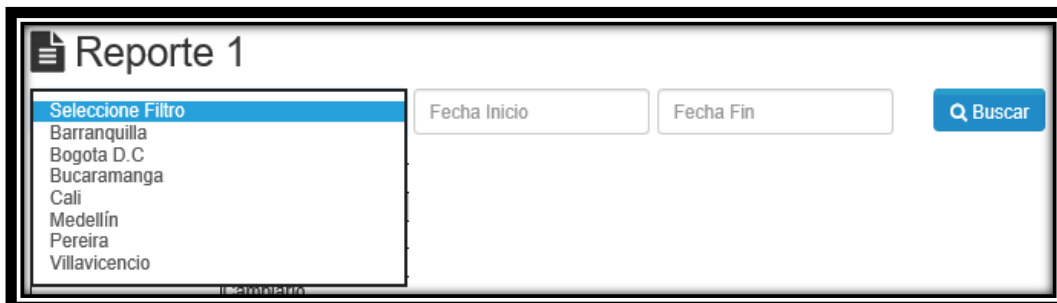 Reporte 1
Seleccione Filtro
Fecha Inicio
Fecha Fin
Buscar
Barranquilla
Bogota D.C
Bucaramanga
Cali
Medellín
Pereira
Villavicencio